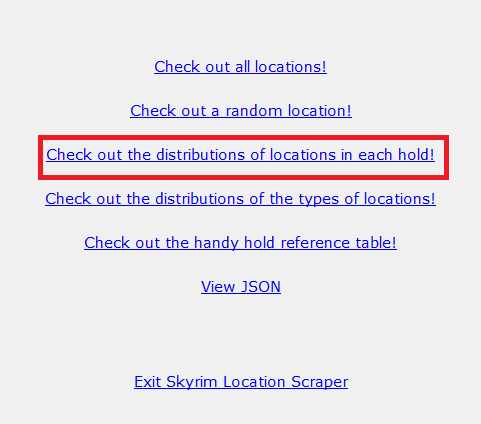 Check out all locations!
Check out a random location!
Check out the distributions of locations in each hold!
Check out the distributions of the types of locations!
Check out the handy hold reference table!
View JSON
Exit Skyrim Location Scraper